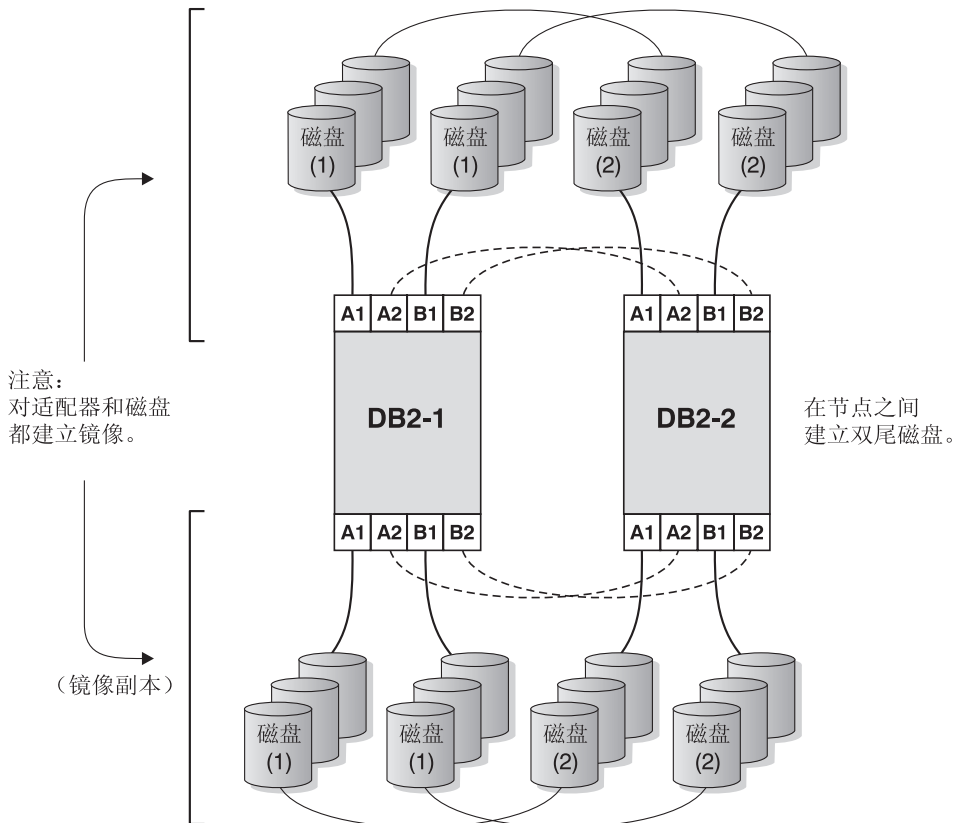 磁盘 磁盘 磁盘 磁盘
(1) (1) (2) (2)
A1 A2 B1 B2 A1 A2 B1 B2
注意：
对适配器和磁盘
都建立镜像。
DB2-1
DB2-2
在节点之间
建立双尾磁盘。
A1 A2 B1 B2 A1 A2 B1 B2
（镜像副本）
磁盘 磁盘 磁盘 磁盘
(1) (1) (2) (2)